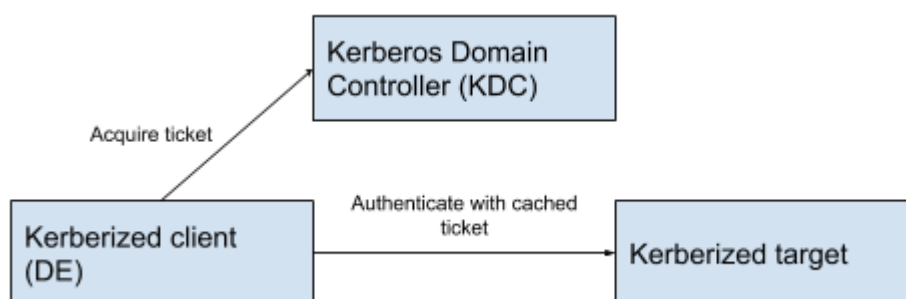 Kerberos Domain
Controller (KDC)
Acquire ticket
Authenticate with cached
ticket
Kerberized client
(DE)
Kerberized target